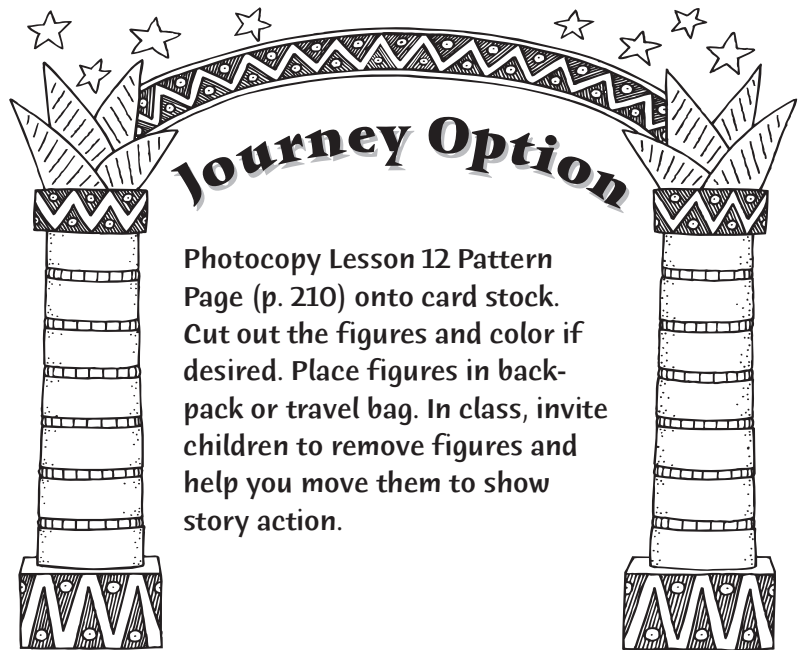 Journey Option
Photocopy Lesson 12 Pattern
Page (p. 210) onto card stock.
Cut out the figures and color if
desired. Place figures in back-
pack or travel bag. In class, invite
children to remove figures and
help you move them to show
story action.